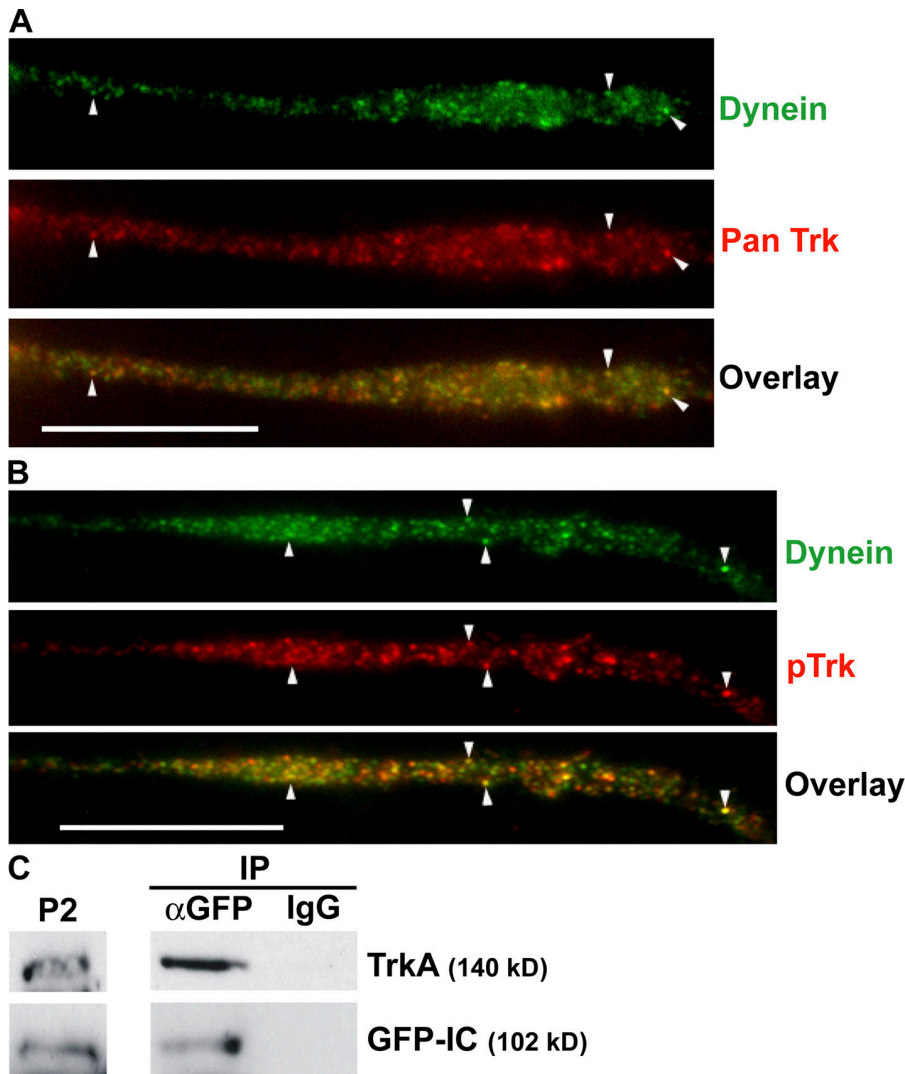 A
Dynein
Pan Trk
Overlay
B
Dynein
pTrk
Overlay
C
IP
P2
αGFP
IgG
TrkA (140 kD)
GFP-IC (102 kD)